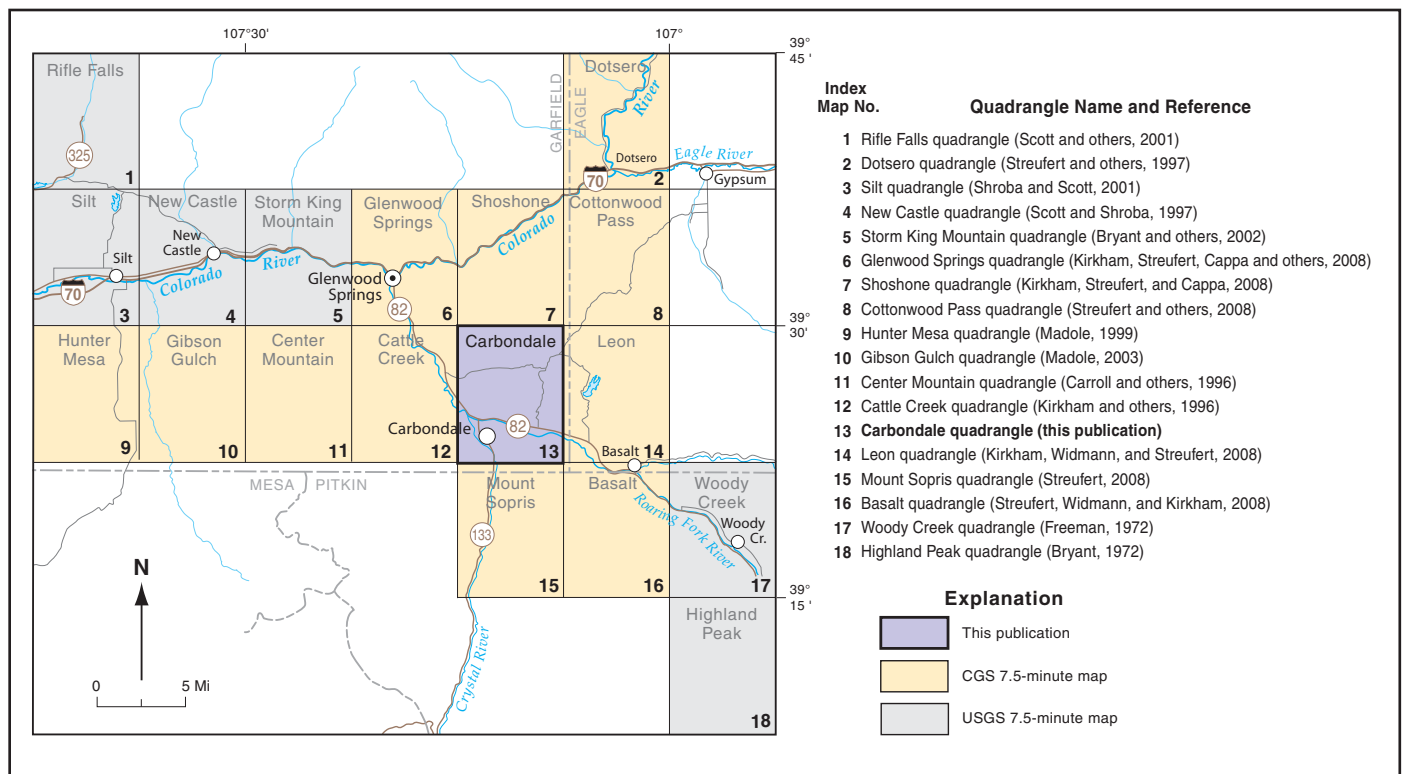 107°30'
107°
39°
45 '
Rifle Falls
325
1
GARFIELD
EAGLE
Dotsero
River
Dotsero
Eagle River
70
2
Gypsum
Silt
New Castle
Storm King
Mountain
Glenwood
Springs
Shoshone
Cottonwood
Pass
New
Castle
Silt
River
Colorado
Colorado
70
Glenwood
Springs
82
3
4
5
6
7
8
39°
30 '
Hunter
Mesa
Gibson
Gulch
Center
Mountain
Cattle
Creek
Carbondale
Leon
Carbondale
82
Basalt
9
10
11
12
13
14
MESA
PITKIN
Mount
Sopris
Basalt
Woody
Creek
Roaring Fork River
Woody
Cr.
133
15
16
17
39°
15 '
Crystal River
Highland
Peak
18
N
0
5 Mi
Index
Map No.
Quadrangle Name and Reference
1 Rifle Falls quadrangle (Scott and others, 2001)
2 Dotsero quadrangle (Streufert and others, 1997)
3 Silt quadrangle (Shroba and Scott, 2001)
4 New Castle quadrangle (Scott and Shroba, 1997)
5 Storm King Mountain quadrangle (Bryant and others, 2002)
6 Glenwood Springs quadrangle (Kirkham, Streufert, Cappa and others, 2008)
7 Shoshone quadrangle (Kirkham, Streufert, and Cappa, 2008)
8 Cottonwood Pass quadrangle (Streufert and others, 2008)
9 Hunter Mesa quadrangle (Madole, 1999)
10 Gibson Gulch quadrangle (Madole, 2003)
11 Center Mountain quadrangle (Carroll and others, 1996)
12 Cattle Creek quadrangle (Kirkham and others, 1996)
13 Carbondale quadrangle (this publication)
14 Leon quadrangle (Kirkham, Widmann, and Streufert, 2008)
15 Mount Sopris quadrangle (Streufert, 2008)
16 Basalt quadrangle (Streufert, Widmann, and Kirkham, 2008)
17 Woody Creek quadrangle (Freeman, 1972)
18 Highland Peak quadrangle (Bryant, 1972)
Explanation
This publication
CGS 7.5-minute map
USGS 7.5-minute map